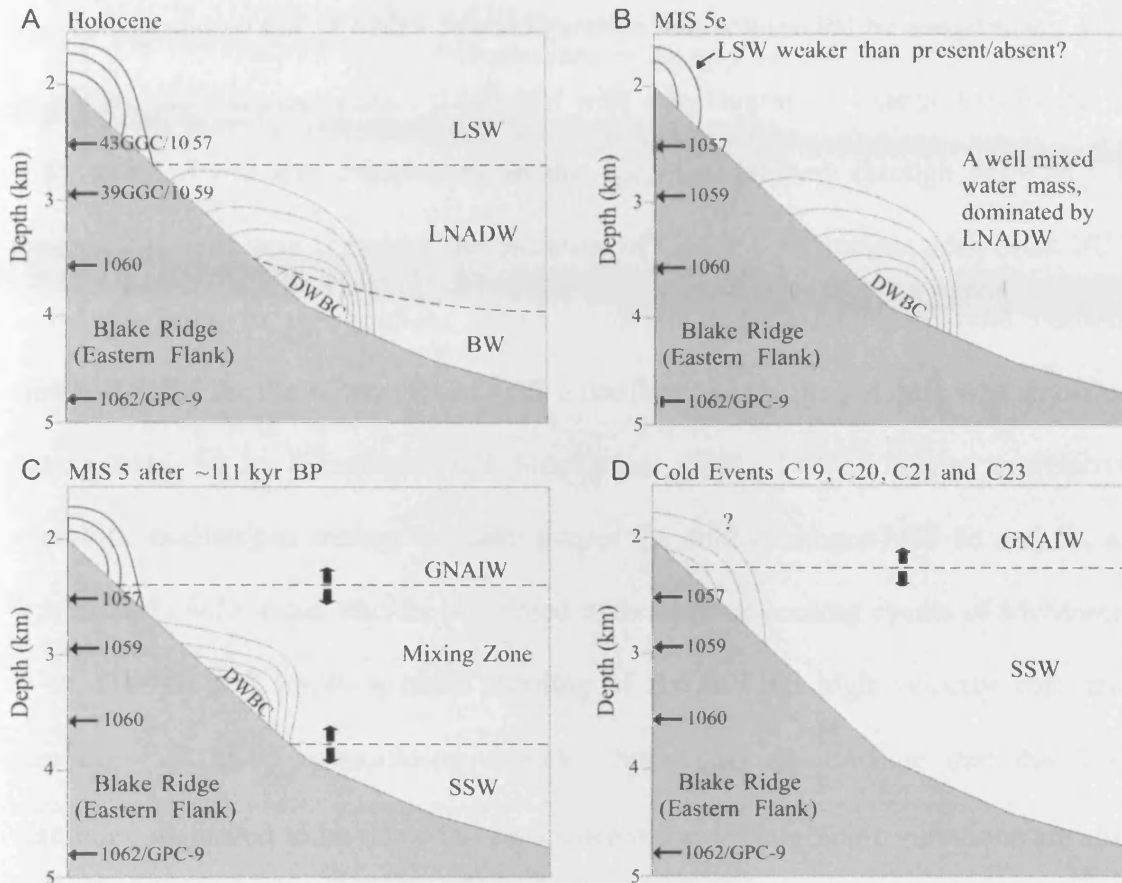 A Holocene
2
3
4
5
Depth (km)
43GGC/1057
39GGC/1059
1060
1062/GPC-9
LSW
LNADW
DWBC
BW
Blake Ridge
(Eastern Flank)
B MIS 5e
2
3
4
5
Depth (km)
LSW weaker than present/absent?
1057
1059
1060
1062/GPC-9
A well mixed
water mass,
dominated by
LNADW
DWBC
Blake Ridge
(Eastern Flank)
C MIS 5 after ~111 kyr BP
2
3
4
5
Depth (km)
1057
1059
1060
1062/GPC-9
GNAIW
Mixing Zone
DWBC
SSW
Blake Ridge
(Eastern Flank)
D Cold Events C19, C20, C21 and C23
2
3
4
5
Depth (km)
?
1057
1059
1060
1062/GPC-9
GNAIW
SSW
Blake Ridge
(Eastern Flank)